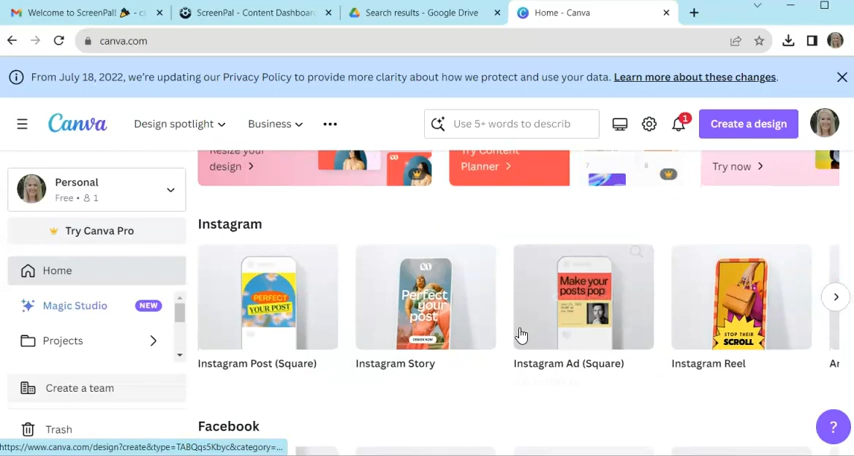 Welcome to ScreenPal!
ScreenPal - Content Dashboar
Search results - Google Drive
Home - Canva
canva.com
From July 18, 2022, we're updating our Privacy Policy to provide more clarity about how we protect and use your data. Learn more about these changes.
Canva
Design spotlight
Business
Use 5+ words to describ
1
Create a design
Personal
Free • 1
Try Canva Pro
Home
Magic Studio
NEW
Projects
Create a team
Trash
Resize your
design
Try Content
Planner
Try now
Instagram
PERFECT
YOUR POST
Perfect
your
post
Make your
posts pop
STOP THEIR
SCROLL
Instagram Post (Square)
Instagram Story
Instagram Ad (Square)
Instagram Reel
Facebook
?
https://www.canva.com/design?create&type=TABQqs5Kbyc&category=...